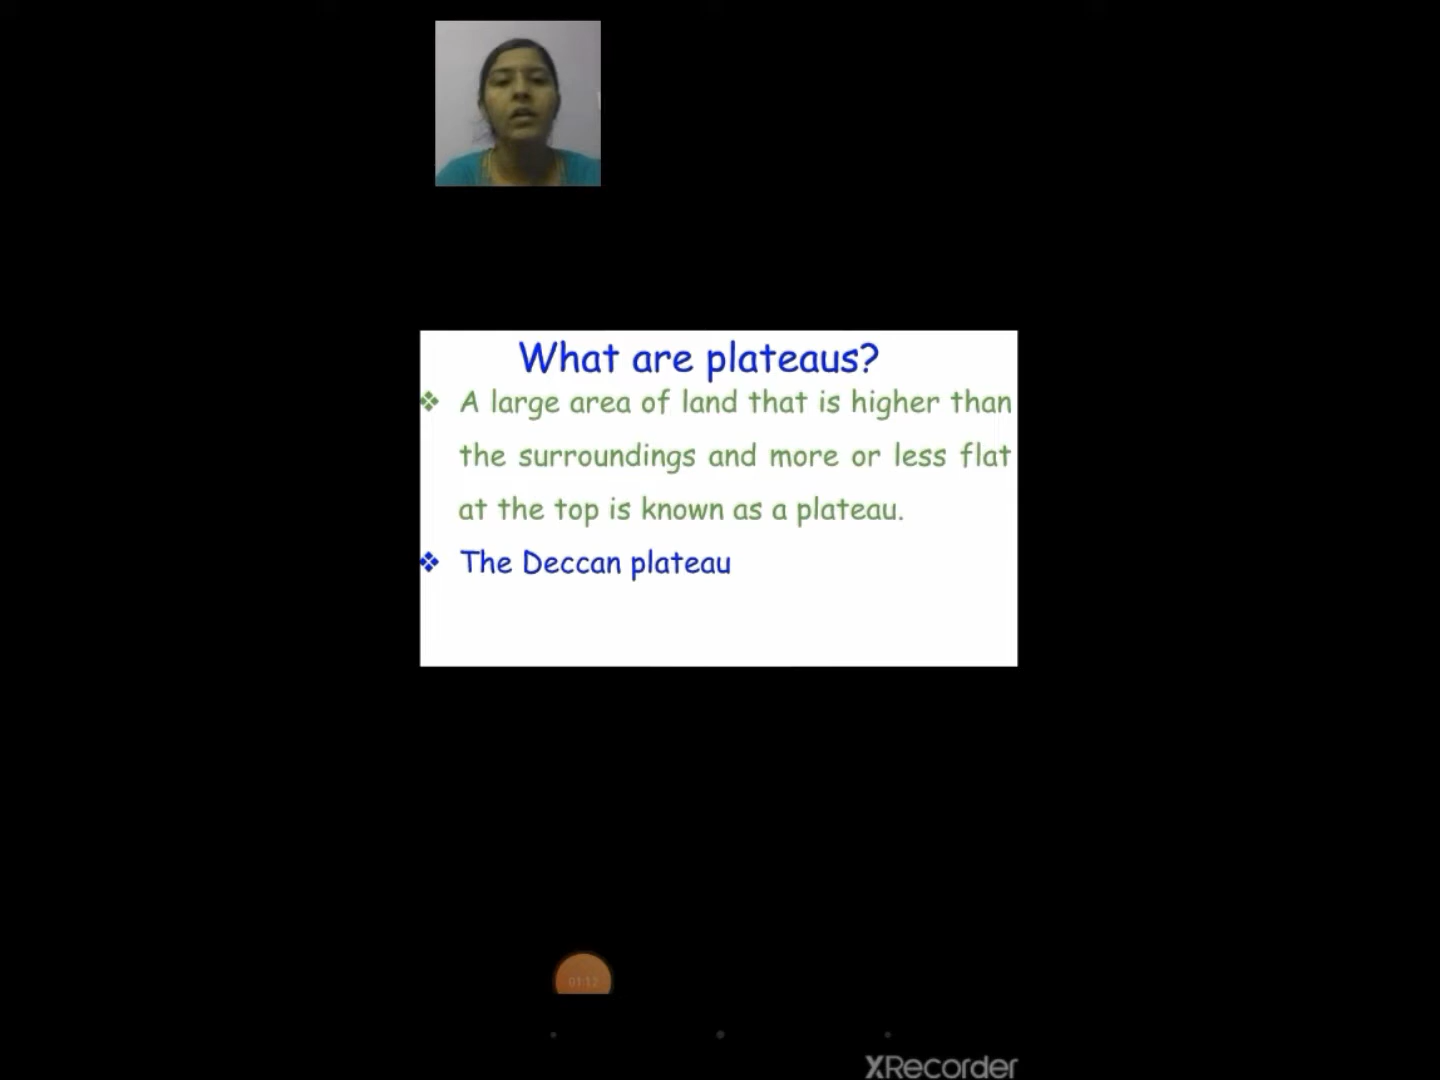 What are plateaus?
❖ A large area of land that is higher than
the surroundings and more or less flat
at the top is known as a plateau.
❖ The Deccan plateau
XRecorder